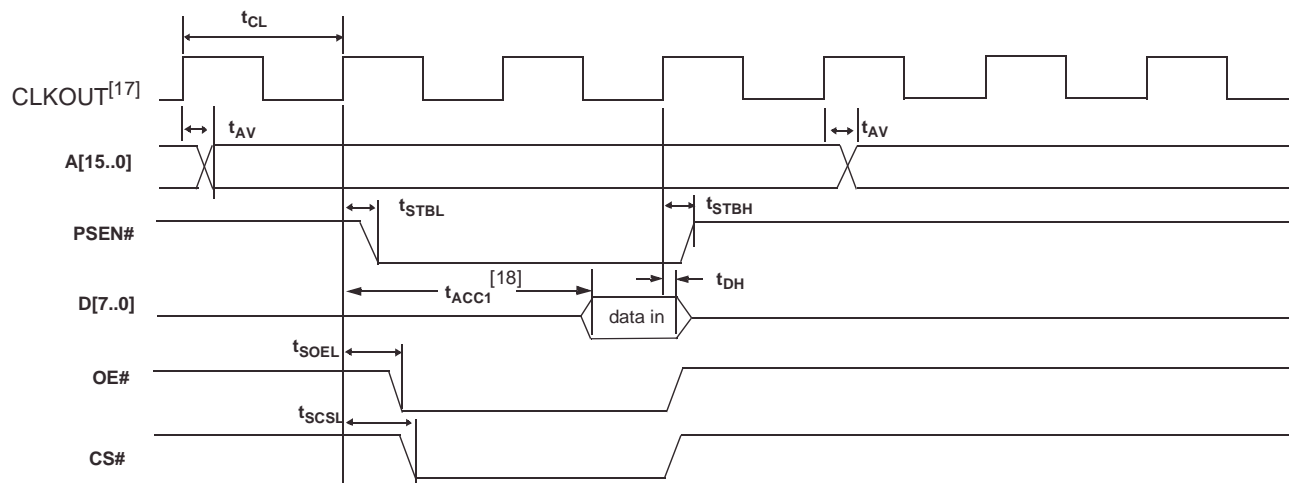 tCL
CLKOUT[17]
tAV
tAV
A[15..0]
tSTBL
tSTBH
PSEN#
[18]
tACC1
tDH
D[7..0]
data in
tSOEL
OE#
tSCSL
CS#